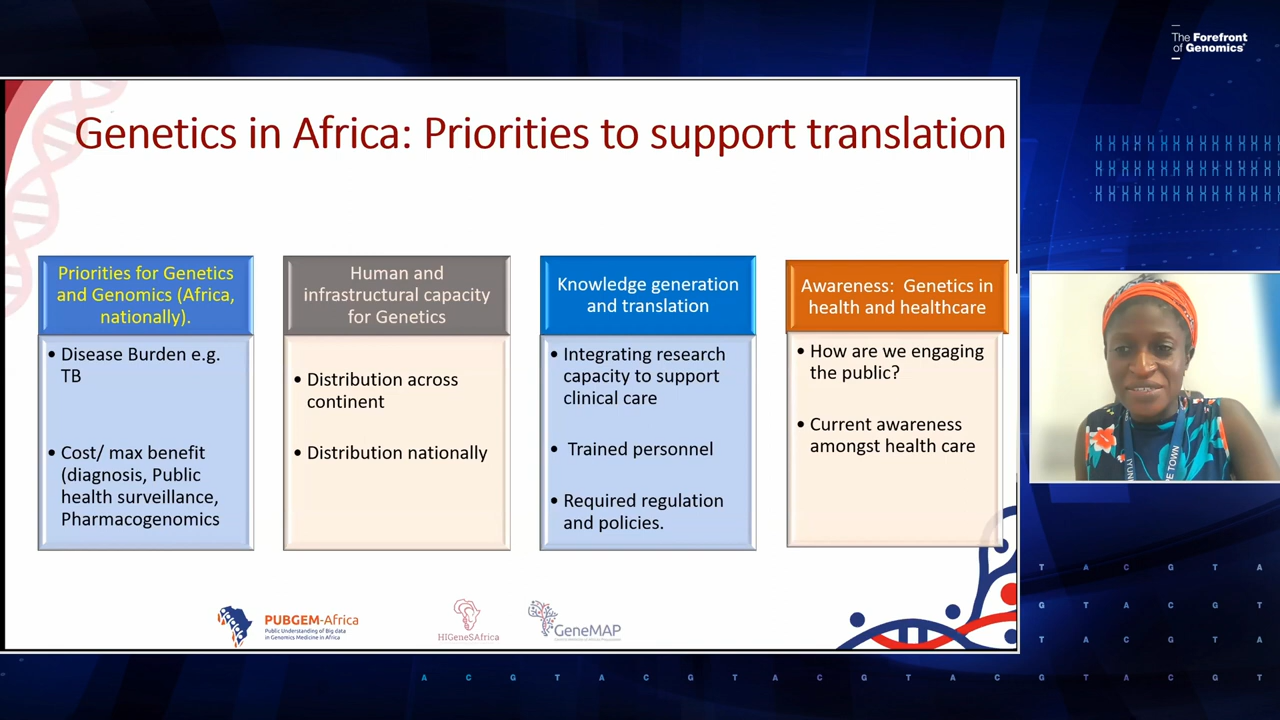 The Forefront
of Genomics®
Genetics in Africa: Priorities to support translation
Priorities for Genetics
and Genomics (Africa,
nationally).
• Disease Burden e.g.
TB
• Cost/ max benefit
(diagnosis, Public
health surveillance,
Pharmacogenomics
Human and
infrastructural capacity
for Genetics
• Distribution across
continent
• Distribution nationally
Knowledge generation
and translation
• Integrating research
capacity to support
clinical care
• Trained personnel
• Required regulation
and policies.
Awareness: Genetics in
health and healthcare
• How are we engaging
the public?
• Current awareness
amongst health care
PUBGEM-Africa
Public Understanding of Big data
in Genomics Medicine in Africa
HIGeneSAfrica
GeneMAP
E TOWN
T A C G T A
G T A C G T
T A C G T A
A C G T A C G T A C G T A C G T A C G T